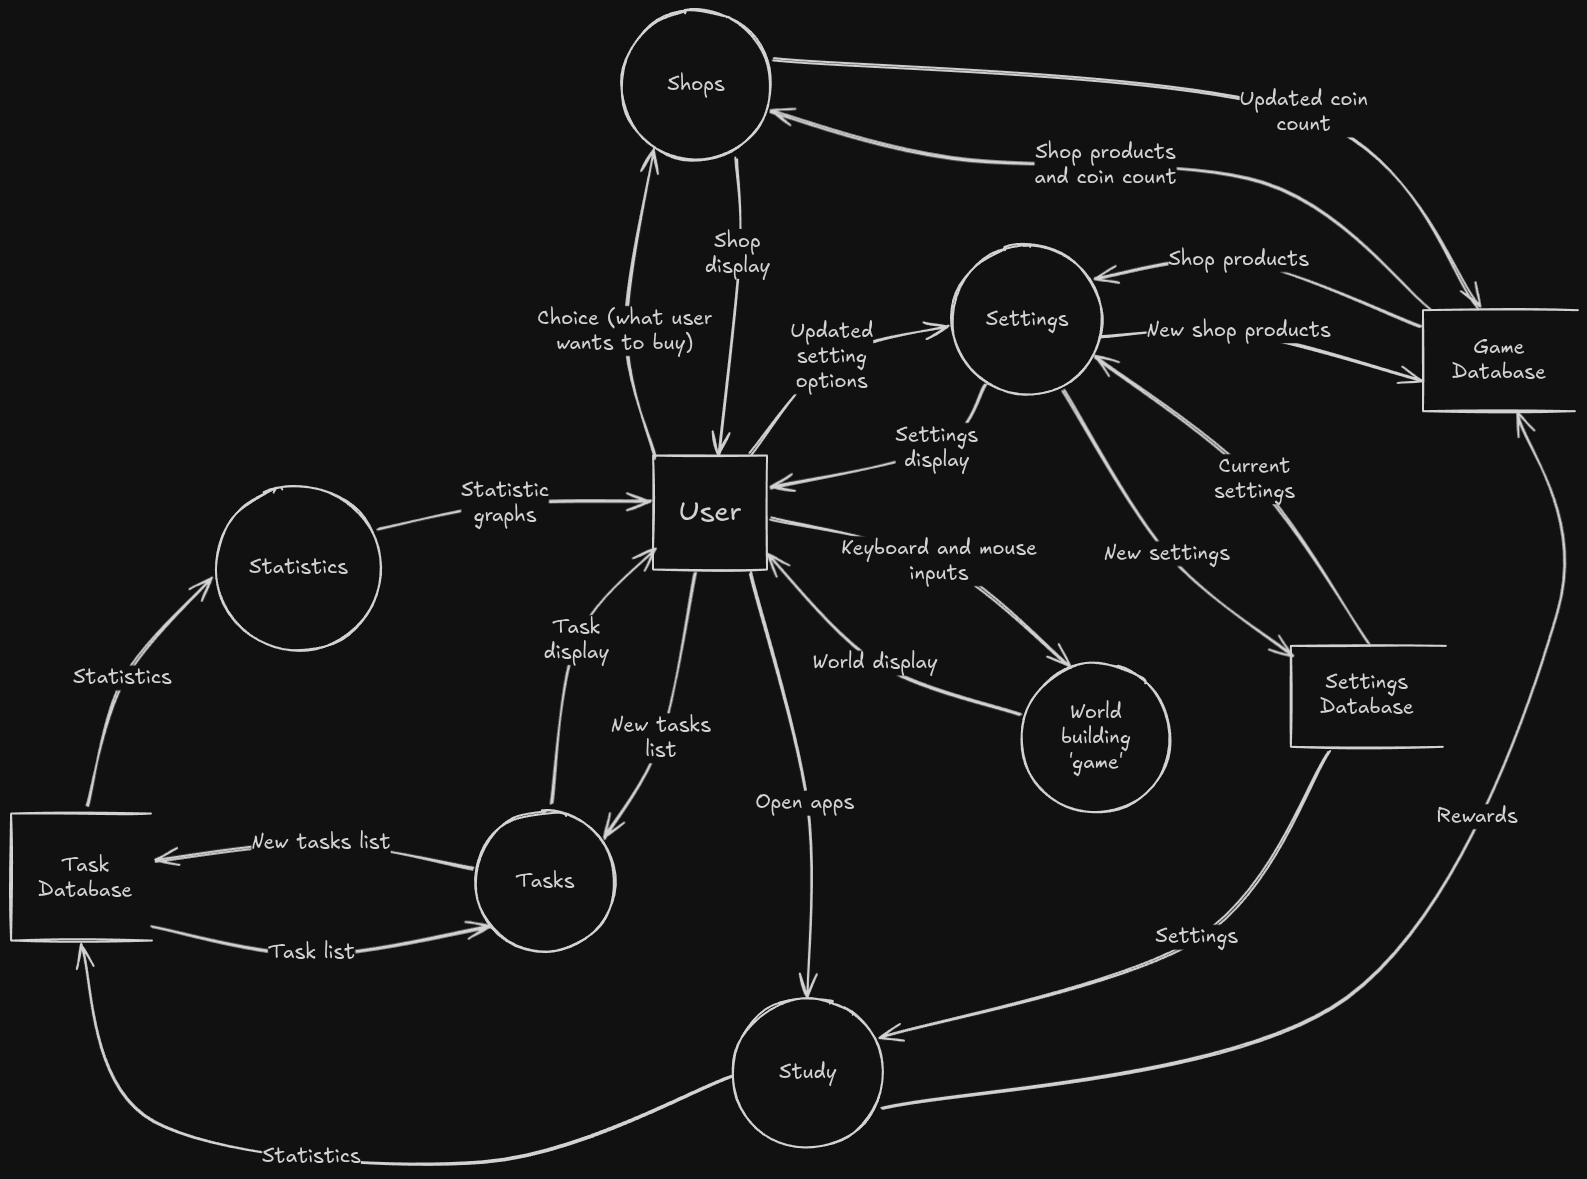 Shops
Updated coin
count
Shop products
and coin count
Shop
display
Shop products
Choice (what user
wants to buy)
Updated
setting
options
Settings
New shop products
Game
Database
Settings
display
Current
settings
Statistic
graphs
User
Keyboard and mouse
inputs
New settings
Statistics
Task
display
World display
Statistics
New tasks
list
World
building
'game'
Settings
Database
Open apps
Rewards
New tasks list
Task
Database
Tasks
Task list
Settings
Study
Statistics